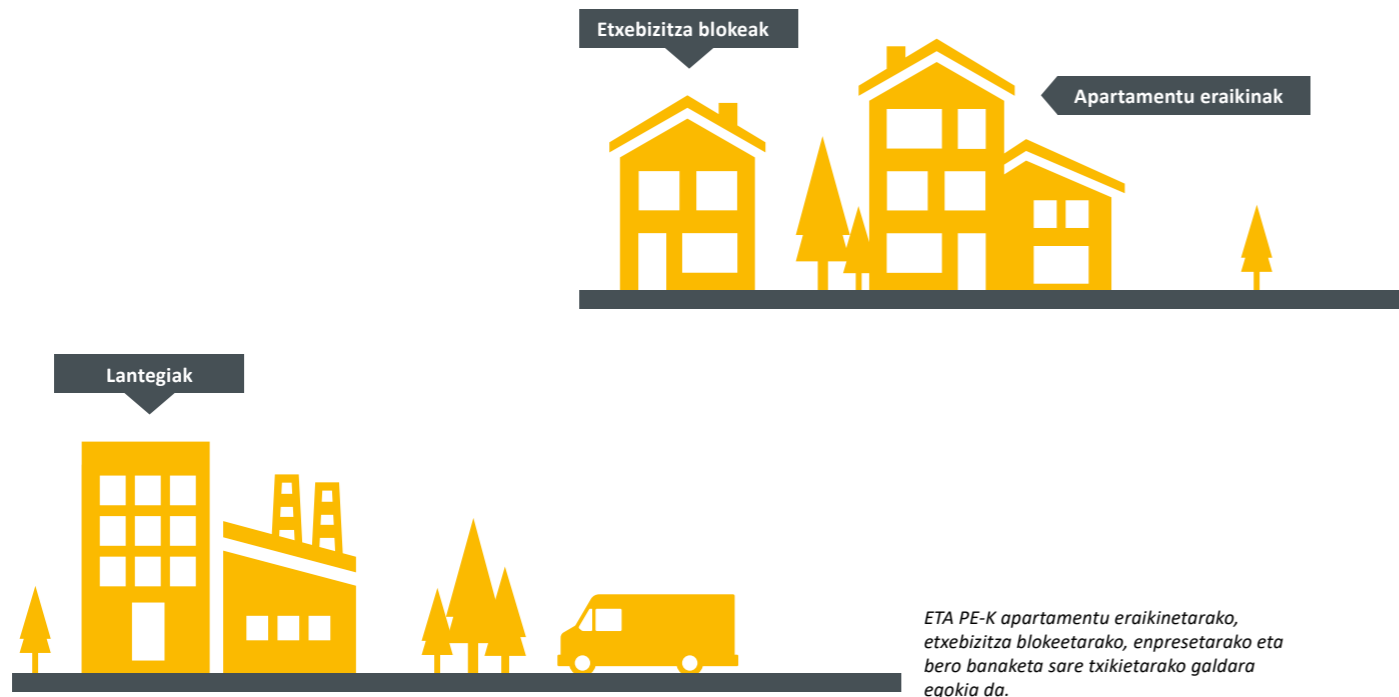 Etxebizitza blokeak
Apartamentu eraikinak
Lantegiak
ETA PE-K apartamentu eraikinetarako,
etxebizitza blokeetarako, enpresetarako eta
bero banaketa sare txikietarako galdara
egokia da.